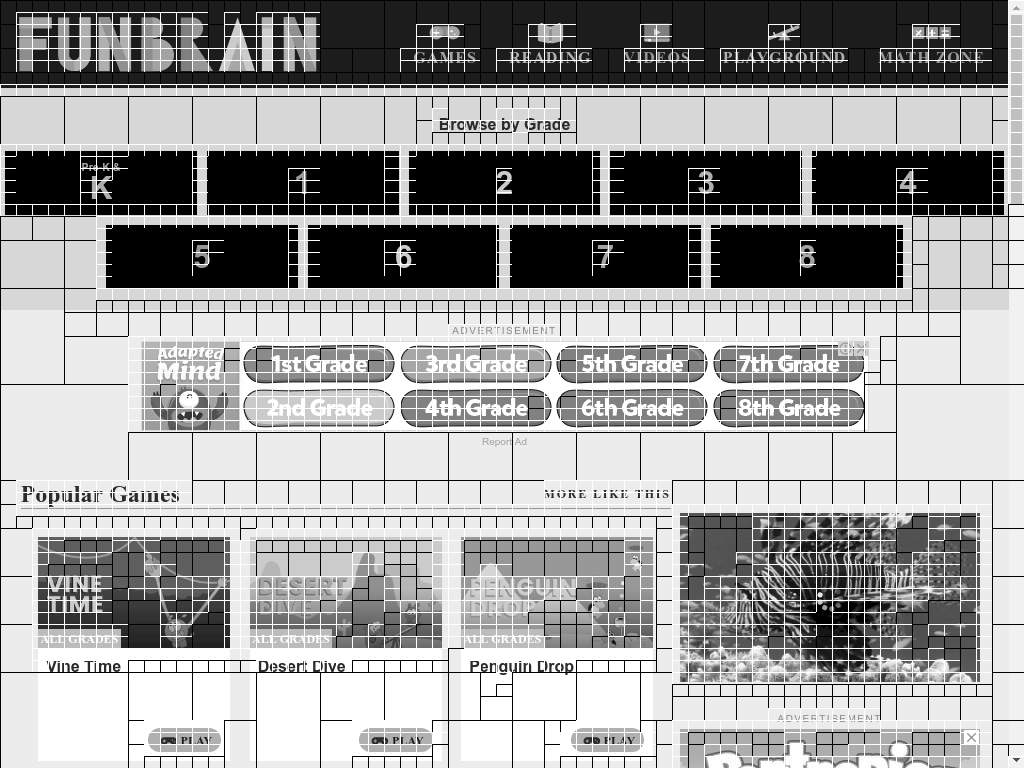 FUNBRAIN
GAMES READING VIDEOS PLAYGROUND MATH ZONE
Browse by Grade
Pre-K &
K 1 2 3 4
5 6 7 8
ADVERTISEMENT
Adapted
Mind
1st Grade 3rd Grade 5th Grade 7th Grade
2nd Grade 4th Grade 6th Grade 8th Grade
Report Ad
Popular Games MORE LIKE THIS
VINE
TIME
DESERT
DIVE
PENGUIN
DROP
ALL GRADES ALL GRADES ALL GRADES
Vine Time Desert Dive Penguin Drop
ADVERTISEMENT
PLAY PLAY PLAY